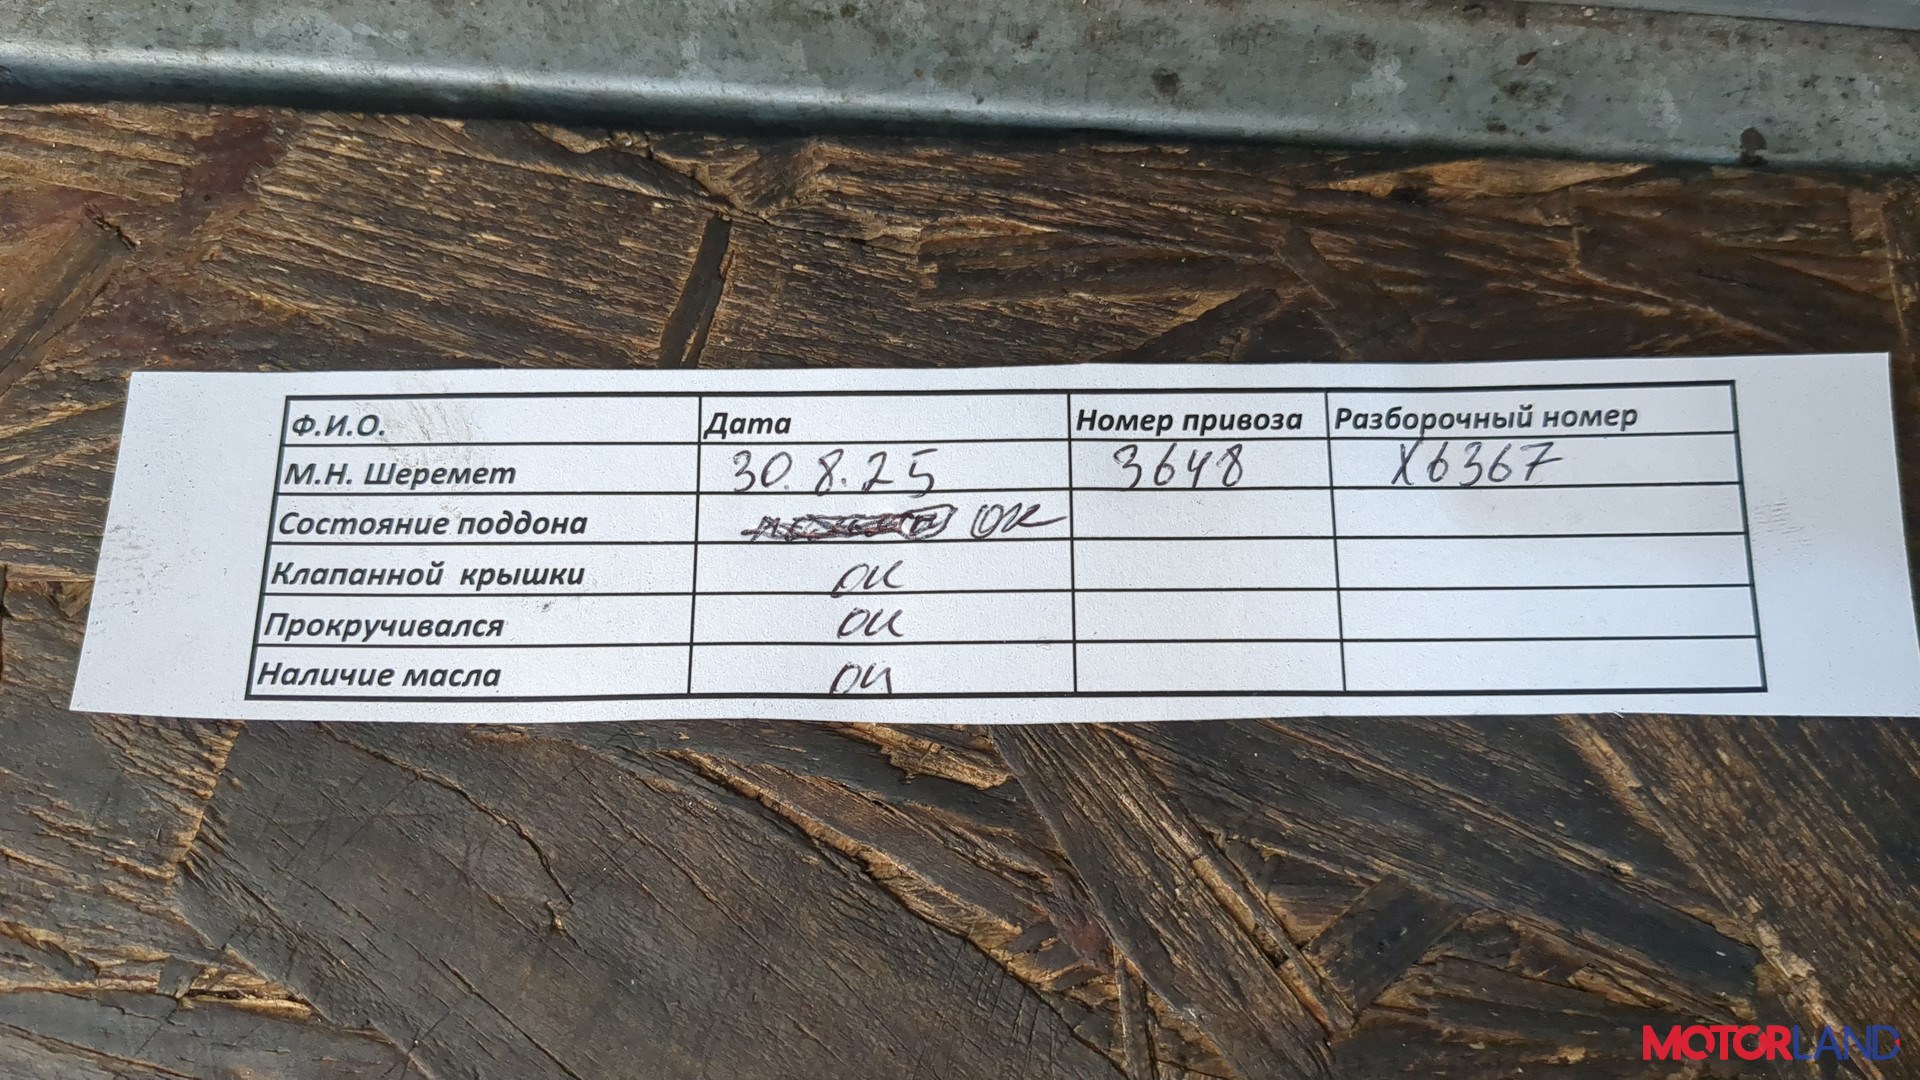 Ф.И.О. Дата Номер привоза Разборочный номер
М.Н. Шеремет 30.8.25 3648 X6367
Состояние поддона ОК
Клапанной крышки ОК
Прокручивался ОК
Наличие масла ОК
MOTORLAND